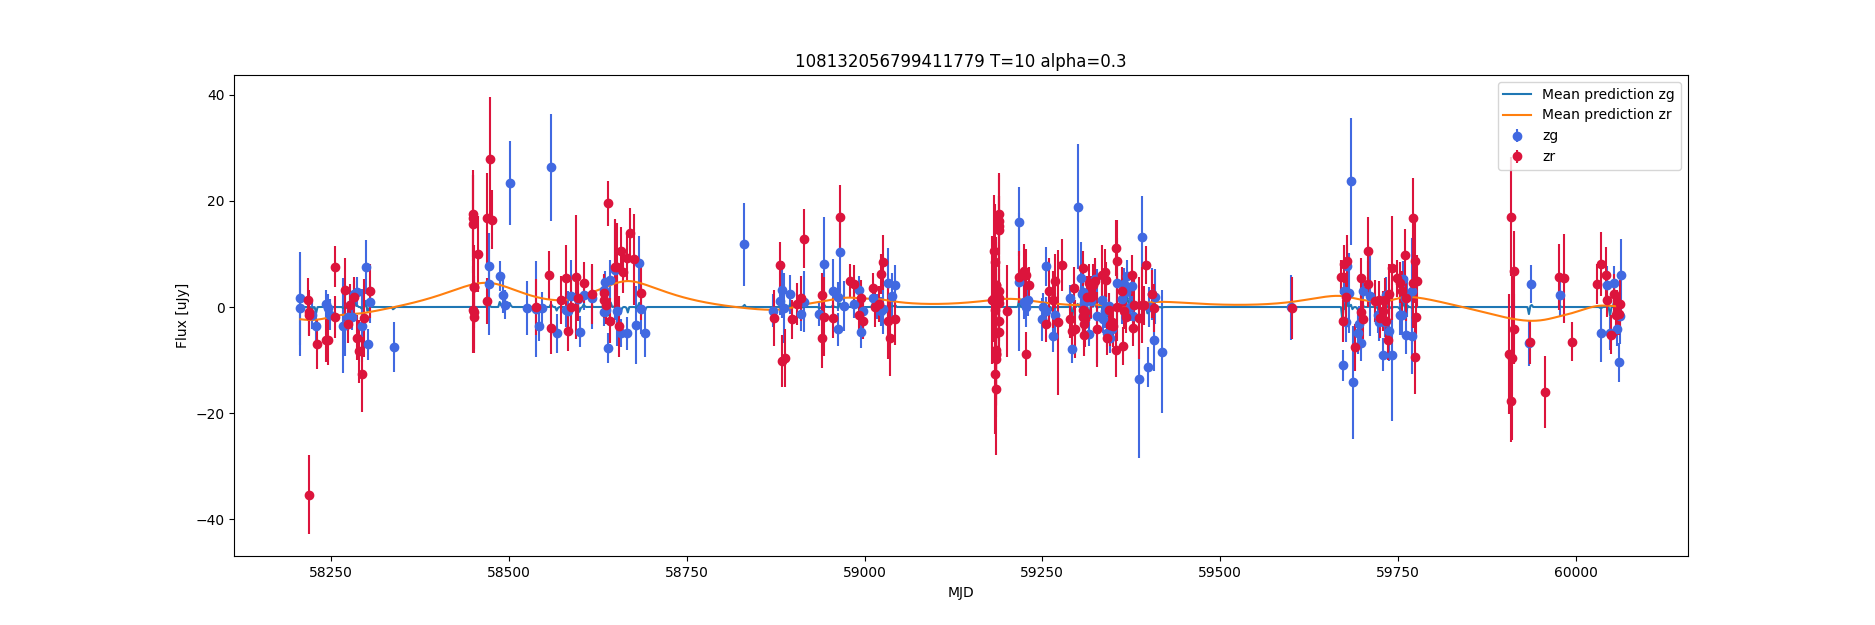 108132056799411779 T=10 alpha=0.3
Mean prediction zg
Mean prediction zr
zg
zr
40
20
0
−20
−40
Flux [uJy]
58250 58500 58750 59000 59250 59500 59750 60000
MJD